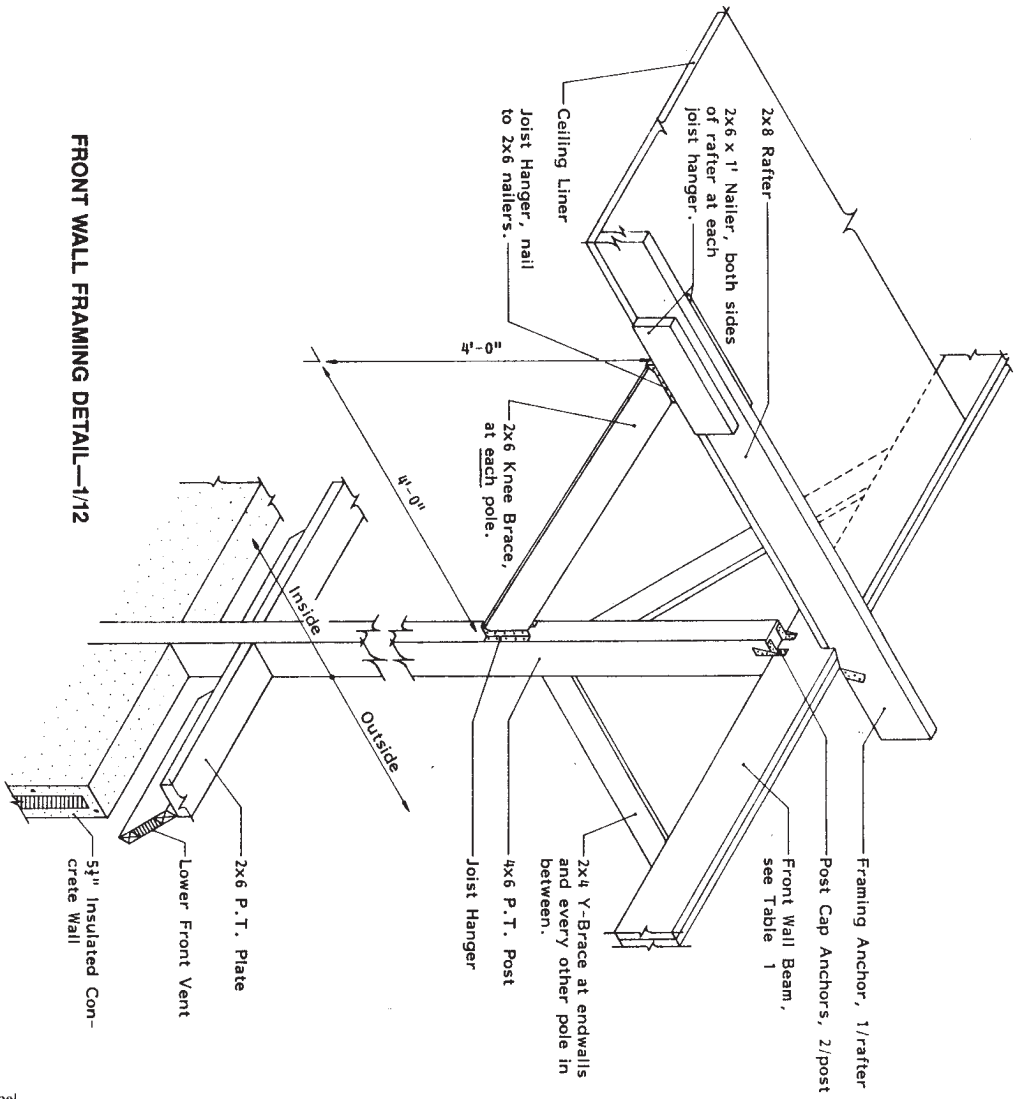 Framing Anchor, 1/rafter
Post Cap Anchors, 2/post
Front Wall Beam,
see Table 1
2x4 Y-Brace at endwalls
and every other pole in
between.
4x6 P.T. Post
Joist Hanger
2x6 P.T. Plate
Lower Front Vent
5½" Insulated Con-
crete Wall
2x8 Rafter
2x6 x 1' Nailer, both sides
of rafter at each
joist hanger.
Ceiling Liner
Joist Hanger, nail
to 2x6 nailers.
4'-0"
2x6 Knee Brace,
at each pole.
4'-0"
Inside
Outside
FRONT WALL FRAMING DETAIL—1/12